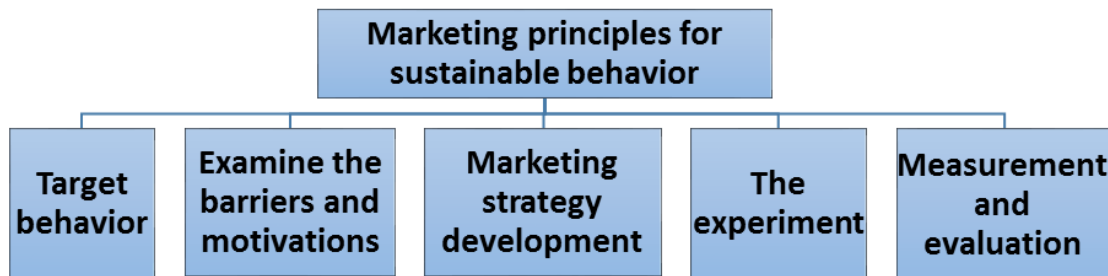 Marketing principles for
sustainable behavior
Target
behavior
Examine the
barriers and
motivations
Marketing
strategy
development
The
experiment
Measurement
and
evaluation